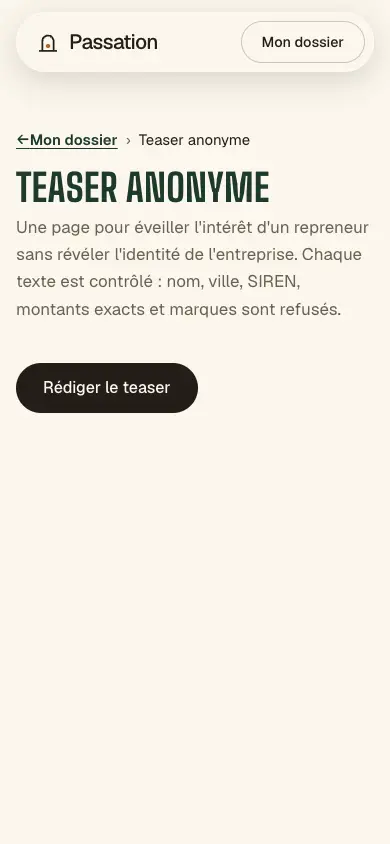 Passation
Mon dossier
←Mon dossier › Teaser anonyme
TEASER ANONYME
Une page pour éveiller l'intérêt d'un repreneur
sans révéler l'identité de l'entreprise. Chaque
texte est contrôlé : nom, ville, SIREN,
montants exacts et marques sont refusés.
Rédiger le teaser